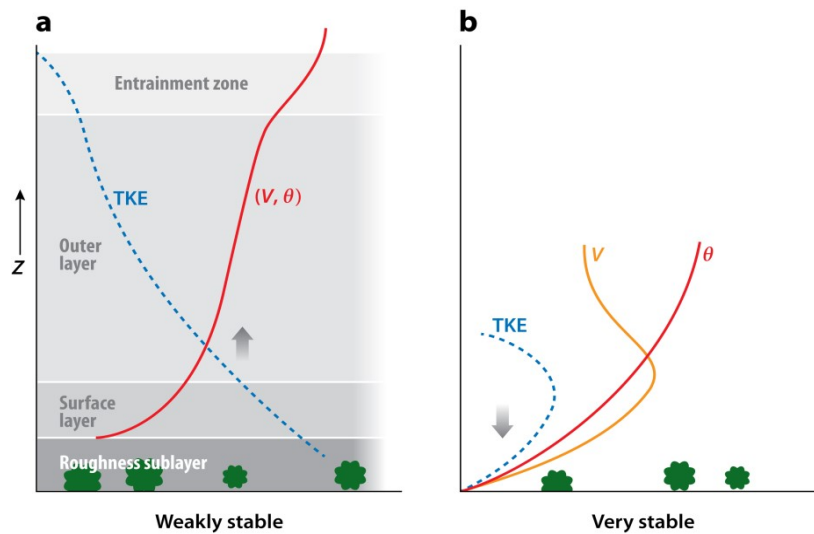 a
Entrainment zone
TKE
(V, θ)
Outer
layer
Z
Surface
layer
Roughness sublayer
Weakly stable
b
V
θ
TKE
Very stable